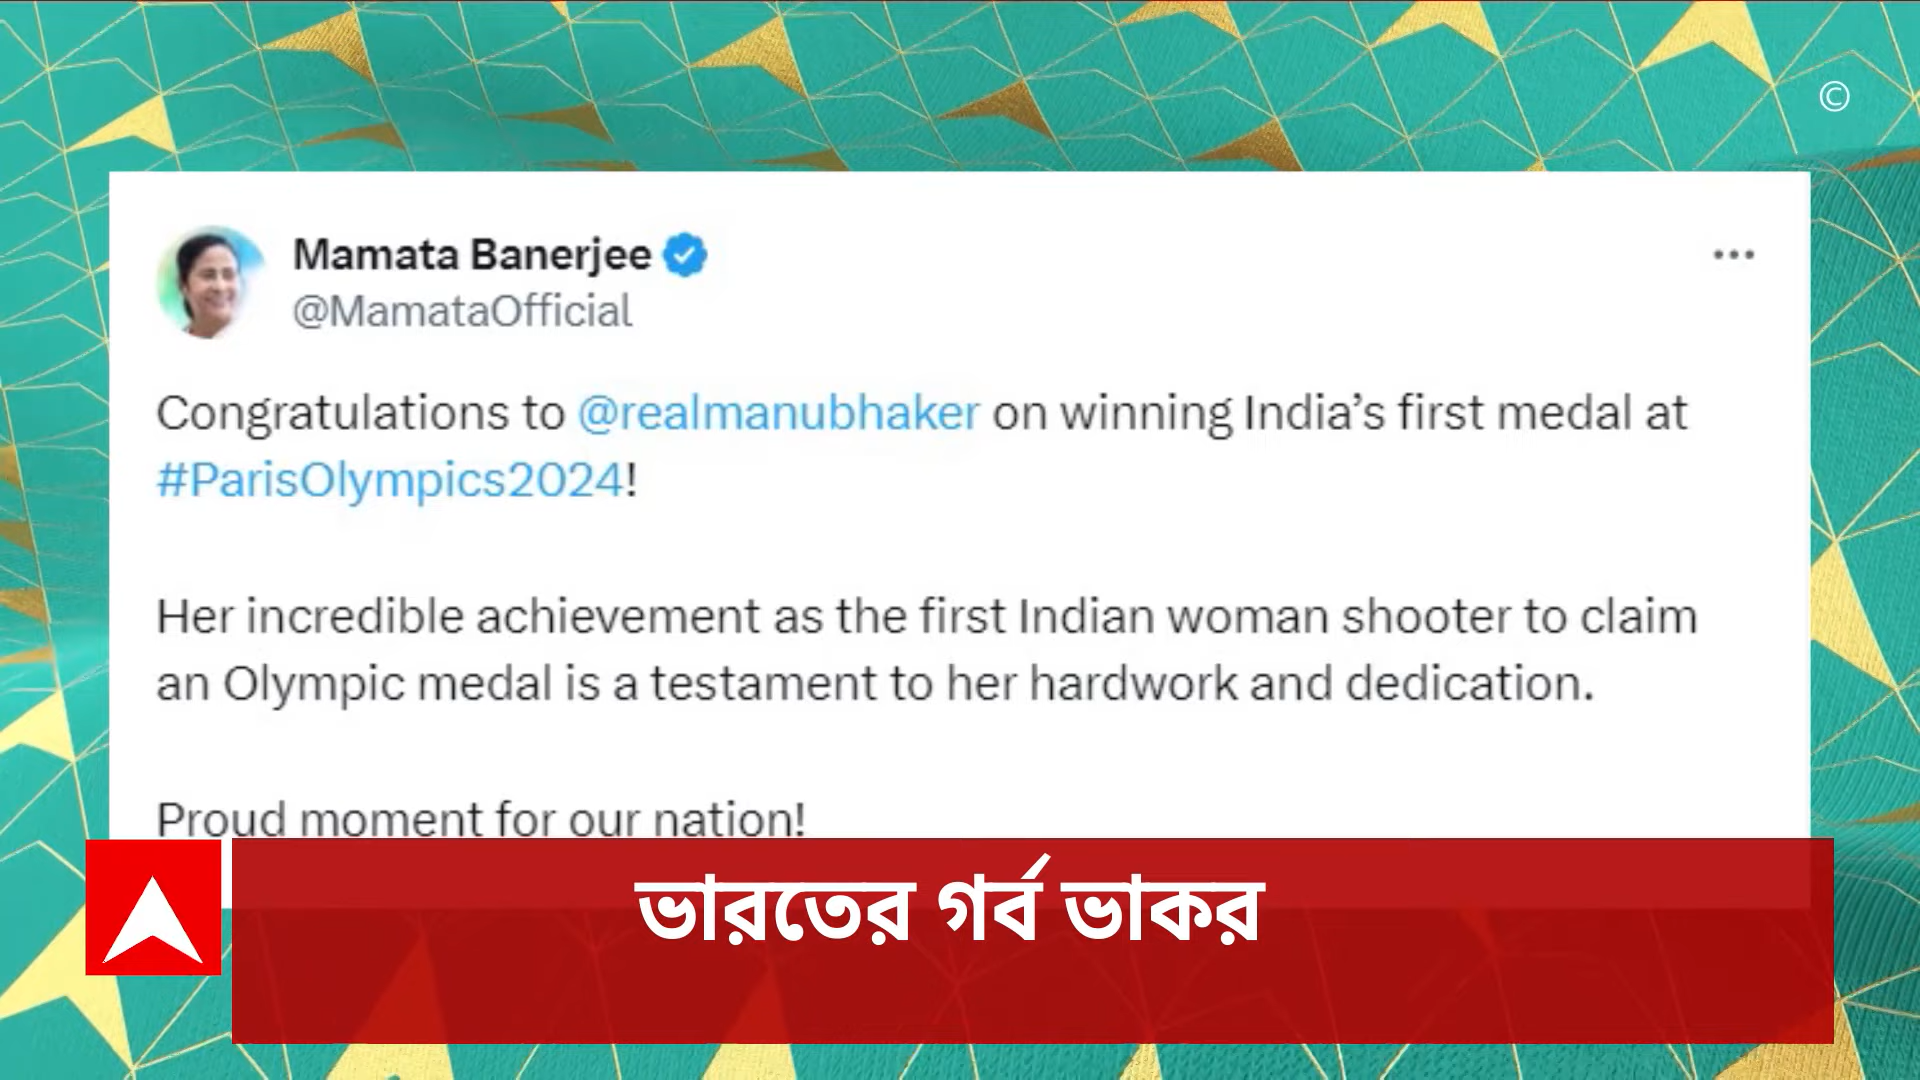 ©
Mamata Banerjee
@MamataOfficial
Congratulations to @realmanubhaker on winning India’s first medal at
#ParisOlympics2024!
Her incredible achievement as the first Indian woman shooter to claim
an Olympic medal is a testament to her hardwork and dedication.
Proud moment for our nation!
ভারতের গর্ব ভাকর